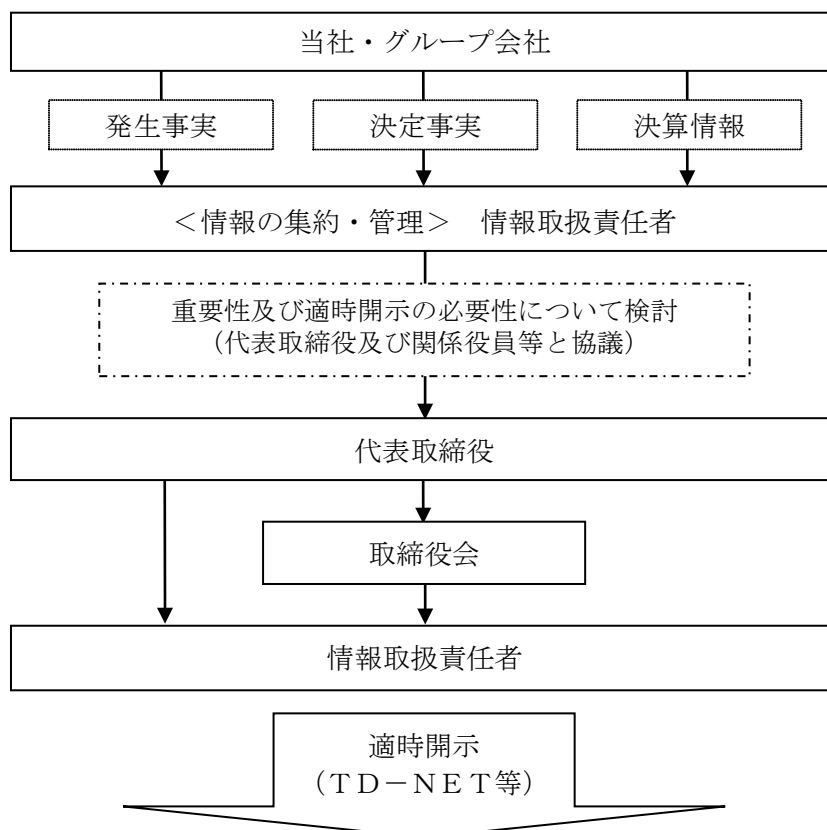 当社・グループ会社
発生事実
決定事実
決算情報
＜情報の集約・管理＞　情報取扱責任者
重要性及び適時開示の必要性について検討
（代表取締役及び関係役員等と協議）
代表取締役
取締役会
情報取扱責任者
適時開示
（ＴＤ－ＮＥＴ等）